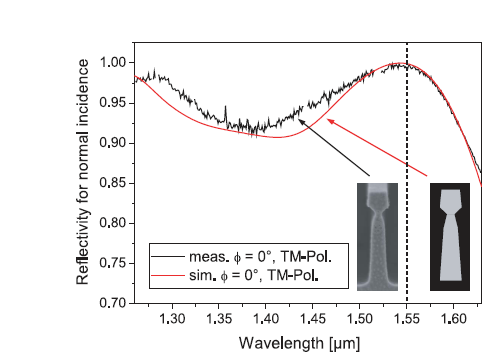 Reflectivity for normal incidence
1.00
0.95
0.90
0.85
0.80
0.75
0.70
meas. ϕ = 0°, TM-Pol.
sim. ϕ = 0°, TM-Pol.
1.30 1.35 1.40 1.45 1.50 1.55 1.60
Wavelength [µm]